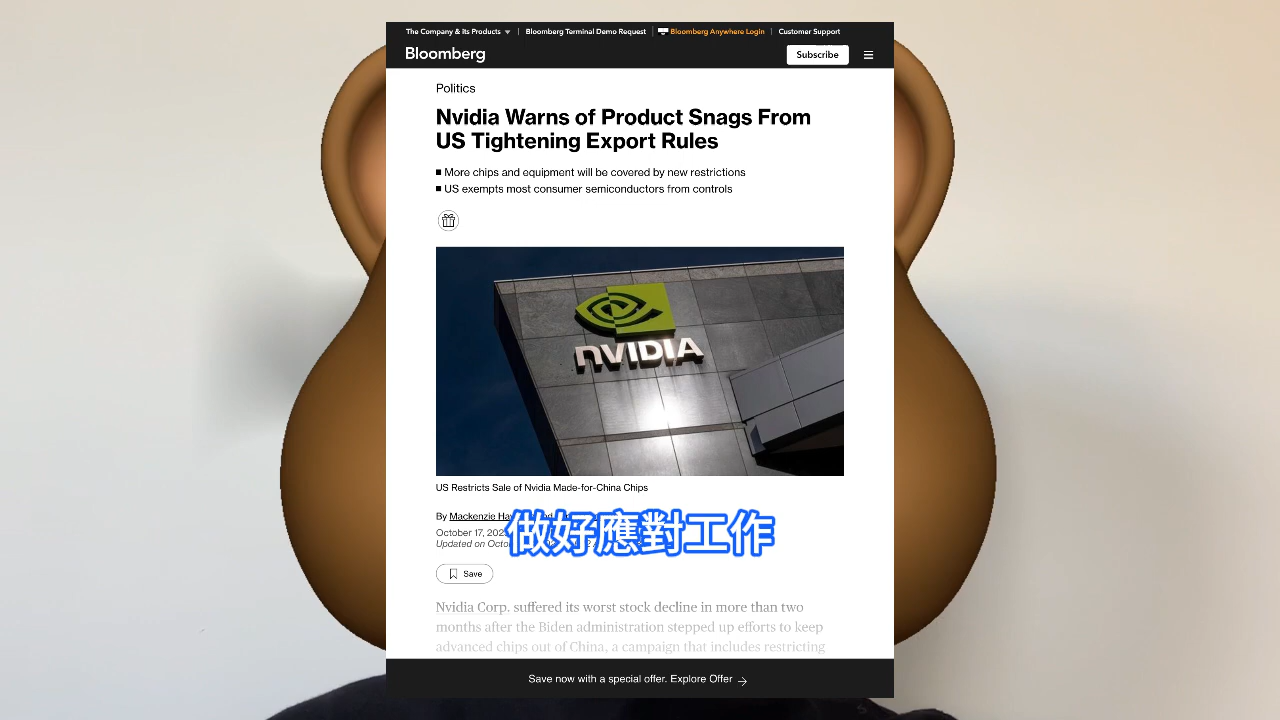 The Company & its Products
Bloomberg Terminal Demo Request
Bloomberg Anywhere Login
Customer Support
Bloomberg
Subscribe
Politics
Nvidia Warns of Product Snags From
US Tightening Export Rules
More chips and equipment will be covered by new restrictions
US exempts most consumer semiconductors from controls
NVIDIA
US Restricts Sale of Nvidia Made-for-China Chips
By Mackenzie
October 17,
Updated on
做好應對工作
Save
Nvidia Corp. suffered its worst stock decline in more than two
months after the Biden administration stepped up efforts to keep
advanced chips out of China, a campaign that includes restricting
Save now with a special offer. Explore Offer